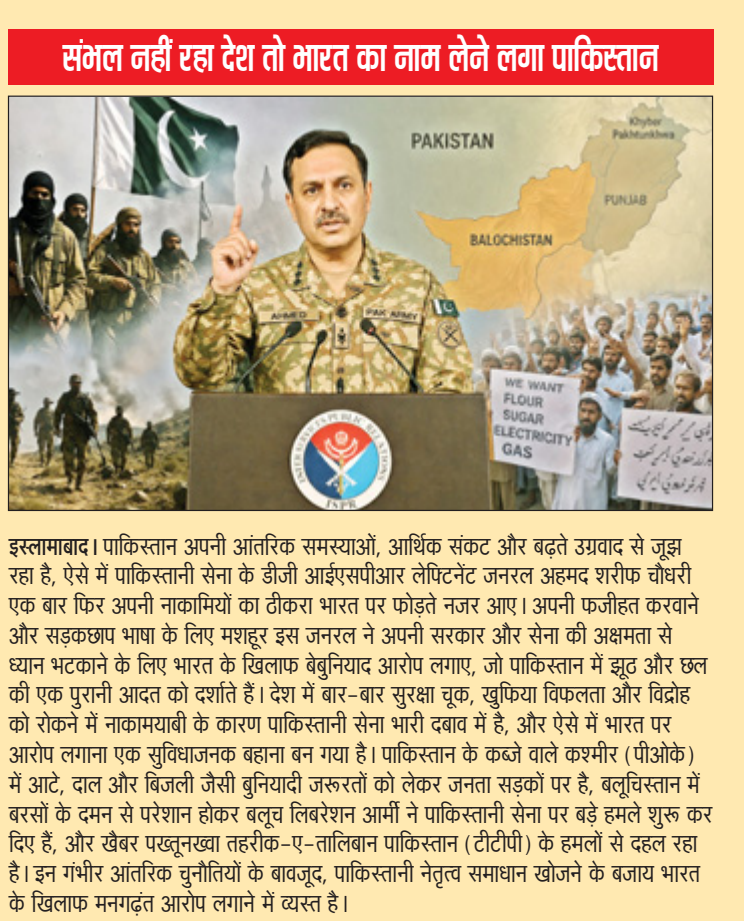 संभल नहीं रहा देश तो भारत का नाम लेने लगा पाकिस्तान
PAKISTAN
Khyber
Pakhtunkhwa
PUNJAB
BALOCHISTAN
AHMED
PAK ARMY
WE WANT
FLOUR
SUGAR
ELECTRICITY
GAS
INTER SERVICES PUBLIC RELATIONS
ISPR
इस्लामाबाद। पाकिस्तान अपनी आंतरिक समस्याओं, आर्थिक संकट और बढ़ते उग्रवाद से जूझ
रहा है, ऐसे में पाकिस्तानी सेना के डीजी आईएसपीआर लेफ्टिनेंट जनरल अहमद शरीफ चौधरी
एक बार फिर अपनी नाकामियों का ठीकरा भारत पर फोड़ते नजर आए। अपनी फजीहत करवाने
और सड़कछाप भाषा के लिए मशहूर इस जनरल ने अपनी सरकार और सेना की अक्षमता से
ध्यान भटकाने के लिए भारत के खिलाफ बेबुनियाद आरोप लगाए, जो पाकिस्तान में झूठ और छल
की एक पुरानी आदत को दर्शाते हैं। देश में बार-बार सुरक्षा चूक, खुफिया विफलता और विद्रोह
को रोकने में नाकामयाबी के कारण पाकिस्तानी सेना भारी दबाव में है, और ऐसे में भारत पर
आरोप लगाना एक सुविधाजनक बहाना बन गया है। पाकिस्तान के कब्जे वाले कश्मीर (पीओके)
में आटे, दाल और बिजली जैसी बुनियादी जरूरतों को लेकर जनता सड़कों पर है, बलूचिस्तान में
बरसों के दमन से परेशान होकर बलूच लिबरेशन आर्मी ने पाकिस्तानी सेना पर बड़े हमले शुरू कर
दिए हैं, और खैबर पख्तूनख्वा तहरीक-ए-तालिबान पाकिस्तान (टीटीपी) के हमलों से दहल रहा
है। इन गंभीर आंतरिक चुनौतियों के बावजूद, पाकिस्तानी नेतृत्व समाधान खोजने के बजाय भारत
के खिलाफ मनगढ़ंत आरोप लगाने में व्यस्त है।